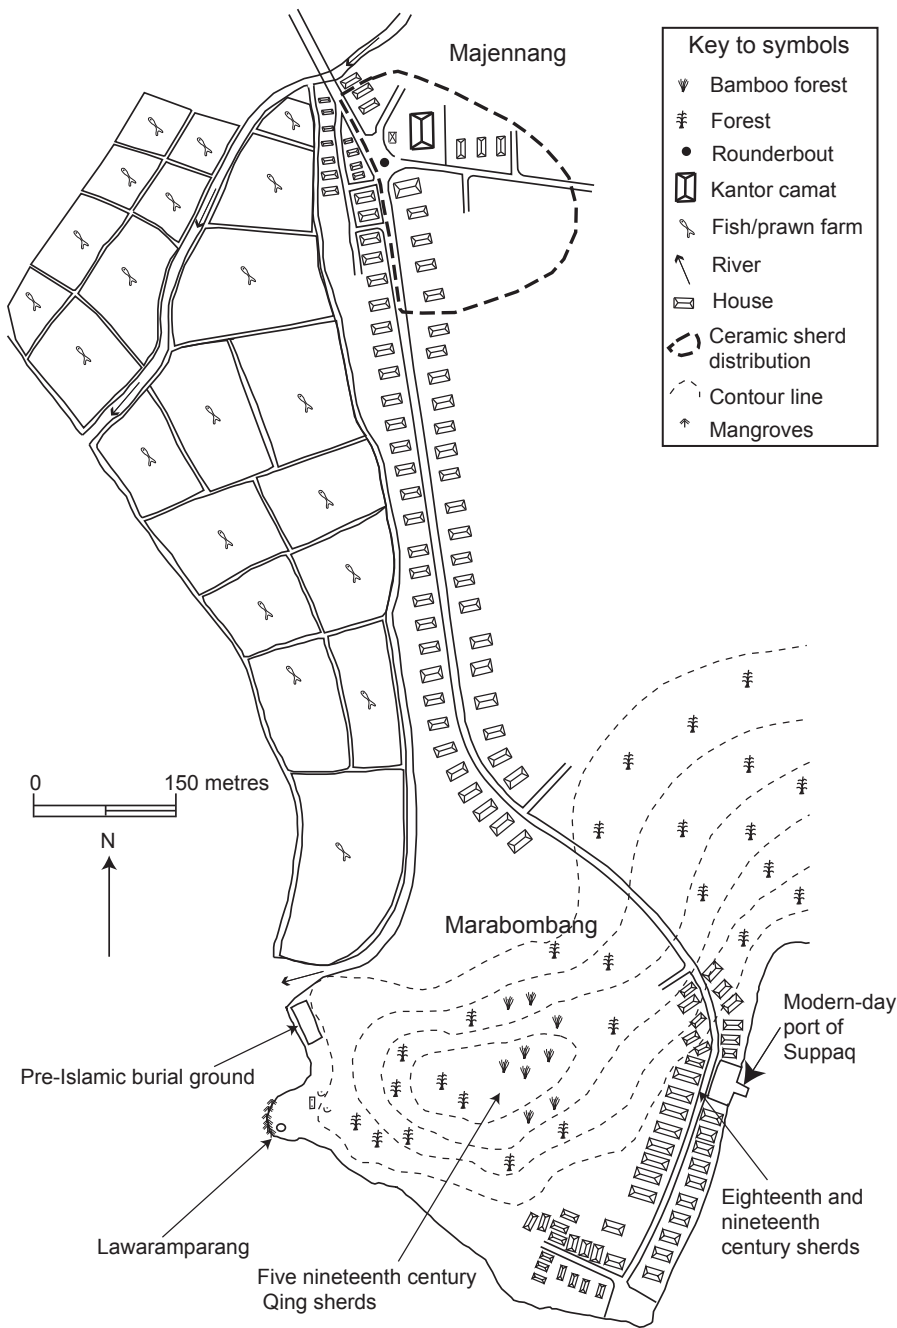 Majennang
Key to symbols
Bamboo forest
Forest
Rounderbout
Kantor camat
Fish/prawn farm
River
House
Ceramic sherd
distribution
Contour line
Mangroves
0 150 metres
N
Marabombang
Modern-day
port of
Suppaq
Pre-Islamic burial ground
Eighteenth and
nineteenth
century sherds
Lawaramparang
Five nineteenth century
Qing sherds